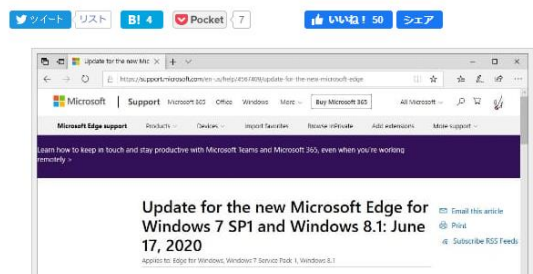 ツイート リスト B! 4 Pocket 7 いいね! 50 シェア
Update for the new Mic
https://support.microsoft.com/en-us/help/4567409/update-for-the-new-microsoft-edge
Microsoft Support Microsoft 365 Office Windows More Buy Microsoft 365 All Microsoft
Microsoft Edge support Products Devices Import favorites Browse InPrivate Add extensions More support
Learn how to keep in touch and stay productive with Microsoft Teams and Microsoft 365, even when you're working
remotely >
Update for the new Microsoft Edge for
Windows 7 SP1 and Windows 8.1: June
17, 2020
Applies to: Edge for Windows, Windows 7 Service Pack 1, Windows 8.1
Email this article
Print
Subscribe RSS Feeds